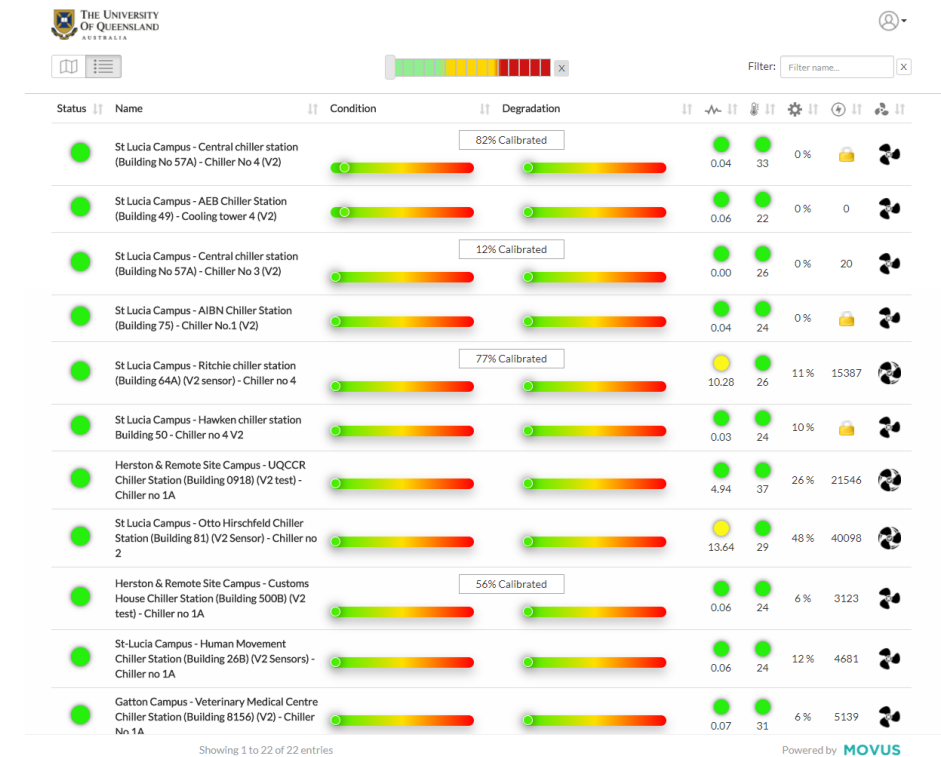 THE UNIVERSITY
OF QUEENSLAND
AUSTRALIA
x
Filter: Filter name... x
Status Name Condition Degradation
St Lucia Campus - Central chiller station
(Building No 57A) - Chiller No 4 (V2)
82% Calibrated
0.04 33 0 %
St Lucia Campus - AEB Chiller Station
(Building 49) - Cooling tower 4 (V2)
0.06 22 0 % 0
St Lucia Campus - Central chiller station
(Building No 57A) - Chiller No 3 (V2)
12% Calibrated
0.00 26 0 % 20
St Lucia Campus - AIBN Chiller Station
(Building 75) - Chiller No.1 (V2)
0.04 24 0 %
St Lucia Campus - Ritchie chiller station
(Building 64A) (V2 sensor) - Chiller no 4
77% Calibrated
10.28 26 11 % 15387
St Lucia Campus - Hawken chiller station
Building 50 - Chiller no 4 V2
0.03 24 10 %
Herston & Remote Site Campus - UQCCR
Chiller Station (Building 0918) (V2 test) -
Chiller no 1A
4.94 37 26 % 21546
St Lucia Campus - Otto Hirschfeld Chiller
Station (Building 81) (V2 Sensor) - Chiller no
2
13.64 29 48 % 40098
Herston & Remote Site Campus - Customs
House Chiller Station (Building 500B) (V2
test) - Chiller no 1A
56% Calibrated
0.06 24 6 % 3123
St-Lucia Campus - Human Movement
Chiller Station (Building 26B) (V2 Sensors) -
Chiller no 1A
0.06 24 12 % 4681
Gatton Campus - Veterinary Medical Centre
Chiller Station (Building 8156) (V2) - Chiller
No 1A
0.07 31 6 % 5139
Showing 1 to 22 of 22 entries
Powered by MOVUS